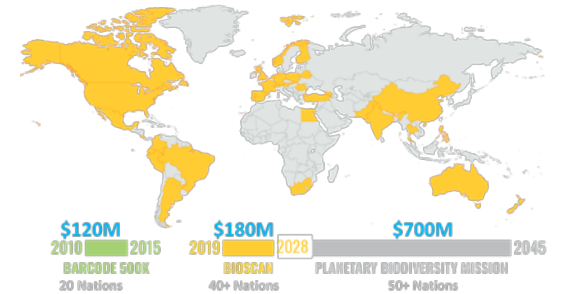 $120M $180M $700M
2010 2015 2019 2028 2045
BARCODE 500K BIOSCAN PLANETARY BIODIVERSITY MISSION
20 Nations 40+ Nations 50+ Nations